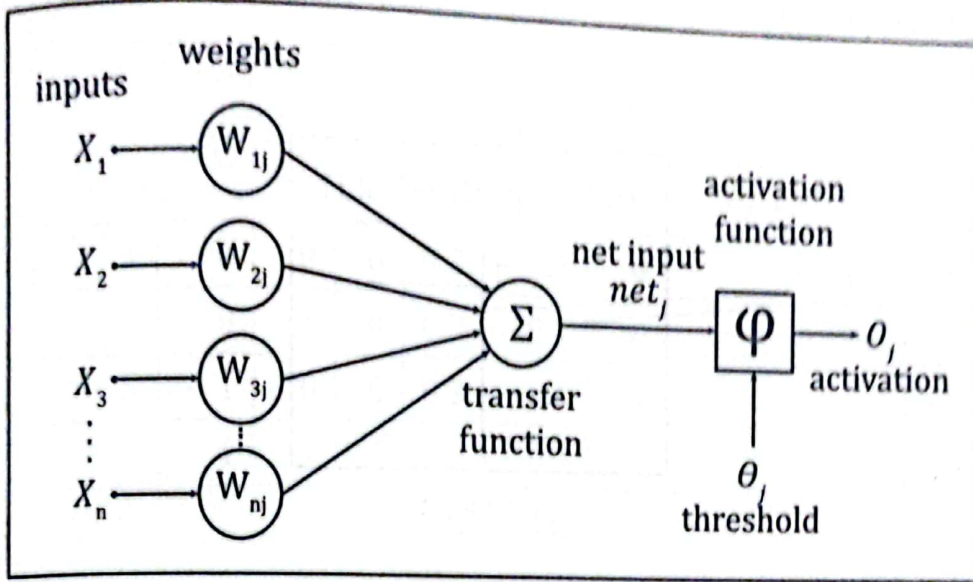 weights
inputs
X₁
W₁ⱼ
activation
function
X₂
W₂ⱼ
net input
netⱼ
Σ
φ
Oⱼ
activation
X₃
W₃ⱼ
transfer
function
Xₙ
Wₙⱼ
θⱼ
threshold